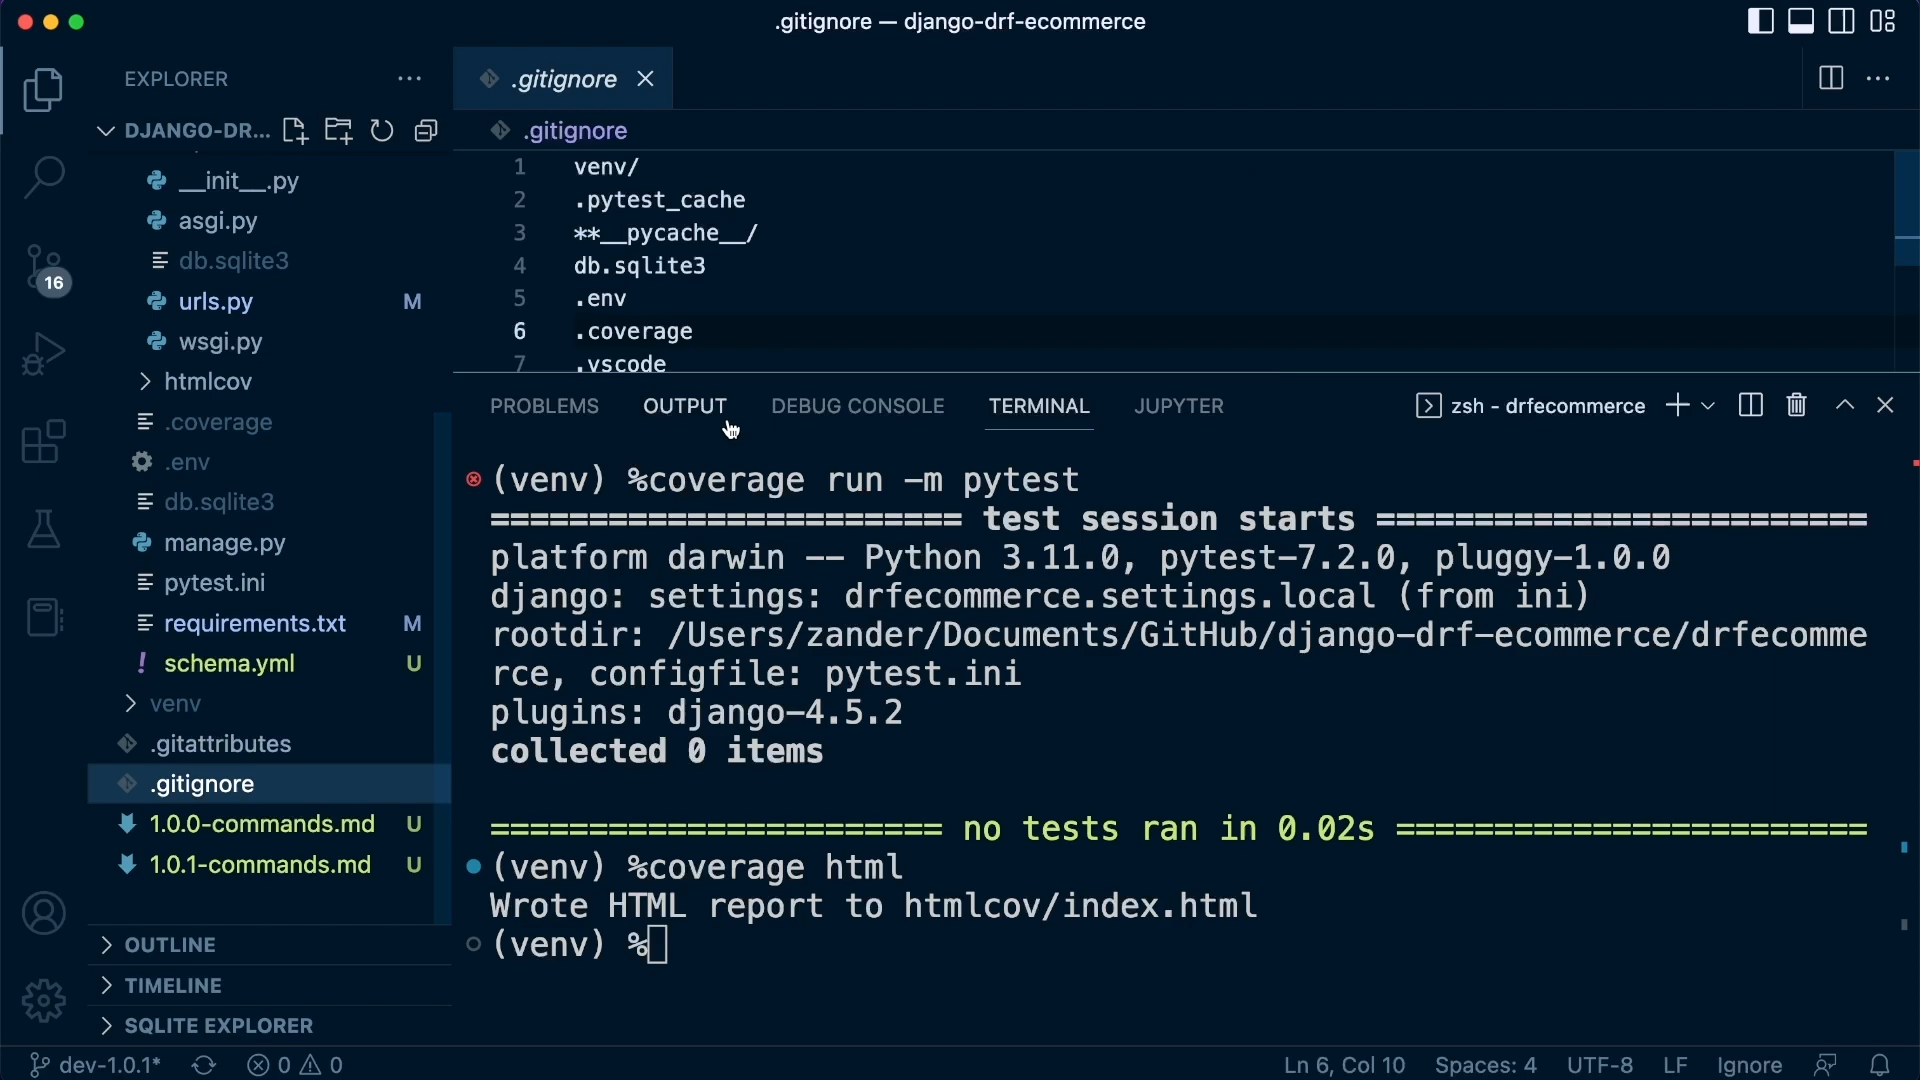 .gitignore — django-drf-ecommerce
EXPLORER
DJANGO-DR...
__init__.py
asgi.py
db.sqlite3
urls.py M
wsgi.py
htmlcov
.coverage
.env
db.sqlite3
manage.py
pytest.ini
requirements.txt M
! schema.yml U
venv
.gitattributes
.gitignore
1.0.0-commands.md U
1.0.1-commands.md U
OUTLINE
TIMELINE
SQLITE EXPLORER
16
.gitignore
.gitignore
1 venv/
2 .pytest_cache
3 **__pycache__/
4 db.sqlite3
5 .env
6 .coverage
7 .vscode
PROBLEMS OUTPUT DEBUG CONSOLE TERMINAL JUPYTER zsh - drfecommerce
(venv) %coverage run -m pytest
======================== test session starts =========================
platform darwin -- Python 3.11.0, pytest-7.2.0, pluggy-1.0.0
django: settings: drfecommerce.settings.local (from ini)
rootdir: /Users/zander/Documents/GitHub/django-drf-ecommerce/drfecomme
rce, configfile: pytest.ini
plugins: django-4.5.2
collected 0 items
======================= no tests ran in 0.02s ========================
(venv) %coverage html
Wrote HTML report to htmlcov/index.html
(venv) %
dev-1.0.1* 0 0 Ln 6, Col 10 Spaces: 4 UTF-8 LF Ignore